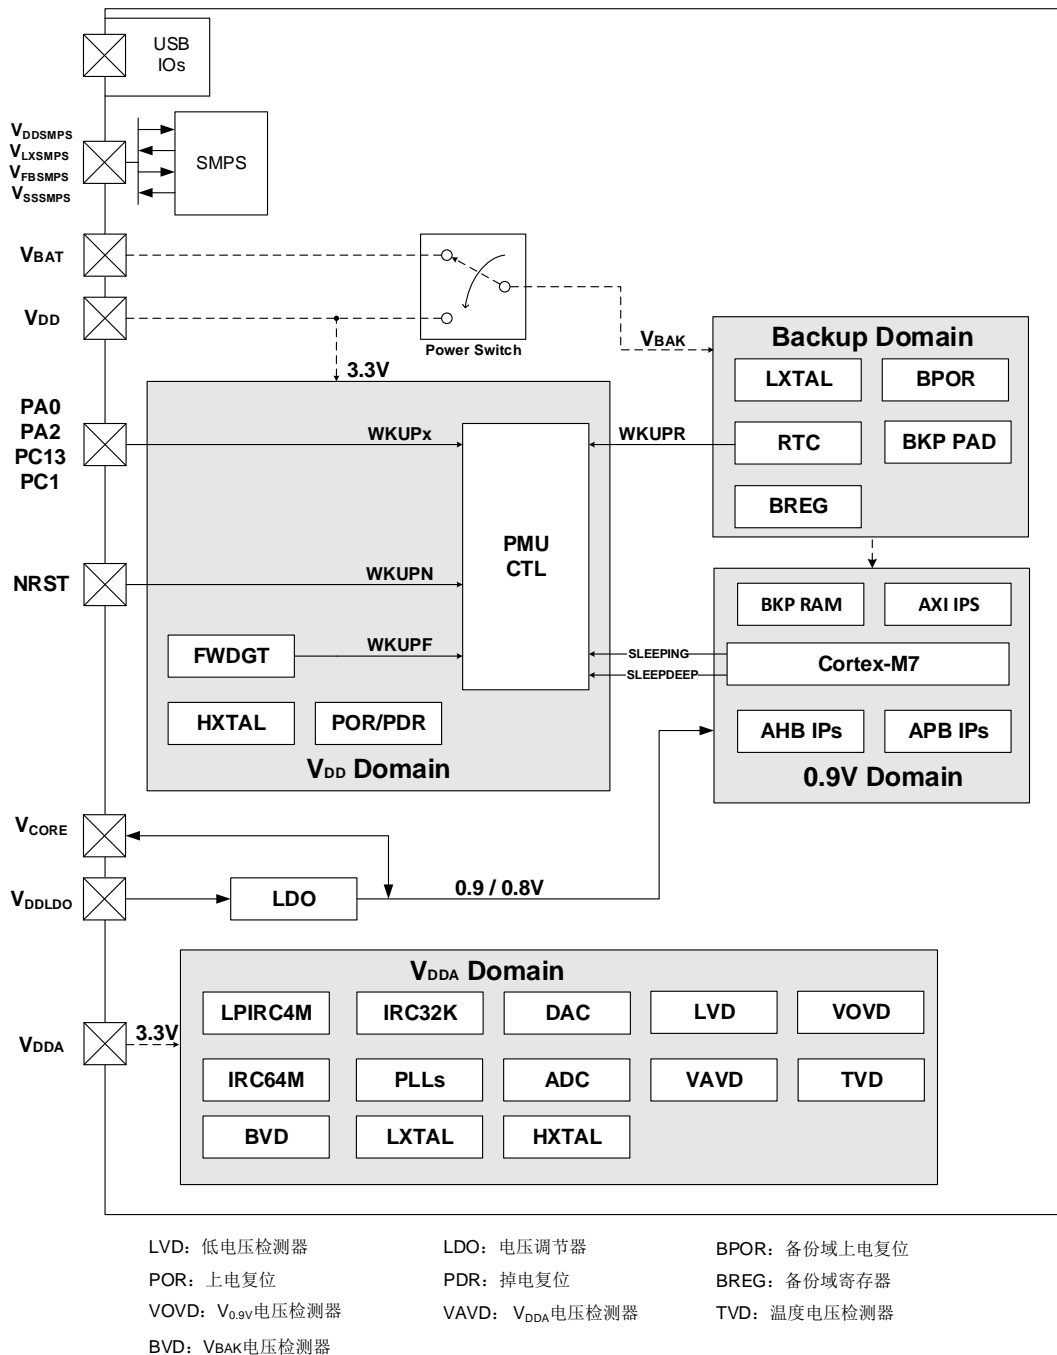 USB
IOs
VDDSMPS
VLXSMPS
VFBSMPS
VSSSMPS
SMPS
VBAT
VDD
Power Switch
3.3V
VBAK
Backup Domain
LXTAL
BPOR
RTC
BKP PAD
BREG
PA0
PA2
PC13
PC1
WKUPx
WKUPR
PMU
CTL
NRST
WKUPN
FWDGT
WKUPF
HXTAL
POR/PDR
VDD Domain
BKP RAM
AXI IPS
SLEEPING
SLEEPDEEP
Cortex-M7
AHB IPs
APB IPs
0.9V Domain
VCORE
VDDLDO
LDO
0.9 / 0.8V
VDDA Domain
VDDA
3.3V
LPIRC4M
IRC32K
DAC
LVD
VOVD
IRC64M
PLLs
ADC
VAVD
TVD
BVD
LXTAL
HXTAL
LVD：低电压检测器
LDO：电压调节器
BPOR：备份域上电复位
POR：上电复位
PDR：掉电复位
BREG：备份域寄存器
VOVD：V0.9V电压检测器
VAVD：VDDA电压检测器
TVD：温度电压检测器
BVD：VBAK电压检测器